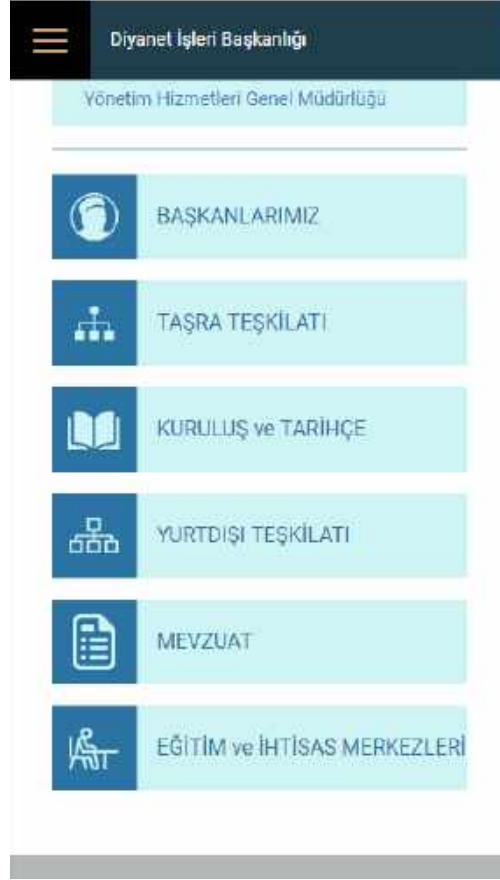 Diyanet İşleri Başkanlığı
Yönetim Hizmetleri Genel Müdürlüğü
BAŞKANLARIMIZ
TAŞRA TEŞKİLATI
KURULUŞ ve TARİHÇE
YURTDIŞI TEŞKİLATI
MEVZUAT
EĞİTİM ve İHTİSAS MERKEZLERİ